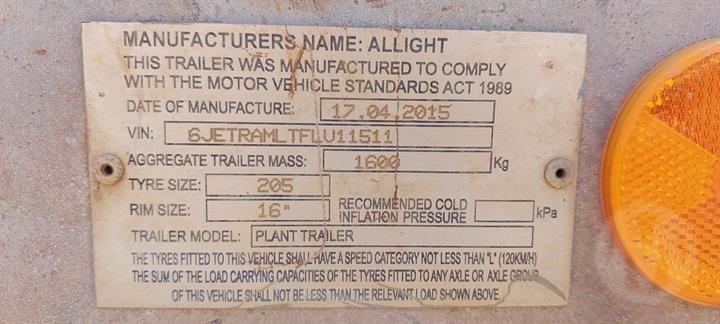 MANUFACTURERS NAME: ALLIGHT
THIS TRAILER WAS MANUFACTURED TO COMPLY
WITH THE MOTOR VEHICLE STANDARDS ACT 1989
DATE OF MANUFACTURE: 17.04.2015
VIN: 6JETRAMLTFLV11511
AGGREGATE TRAILER MASS: 1600 Kg
TYRE SIZE: 205
RIM SIZE: 16" RECOMMENDED COLD INFLATION PRESSURE kPa
TRAILER MODEL: PLANT TRAILER
THE TYRES FITTED TO THIS VEHICLE SHALL HAVE A SPEED CATEGORY NOT LESS THAN "L" (120KM/H)
THE SUM OF THE LOAD CARRYING CAPACITIES OF THE TYRES FITTED TO ANY AXLE OR AXLE GROUP
OF THIS VEHICLE SHALL NOT BE LESS THAN THE RELEVANT LOAD SHOWN ABOVE.